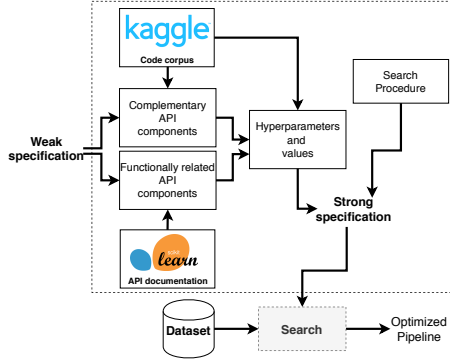 kaggle
Code corpus
Search
Procedure
Complementary
API
components
Hyperparameters
and
values
Weak
specification
Functionally related
API
components
Strong
specification
scikit
learn
API documentation
Dataset
Search
Optimized
Pipeline